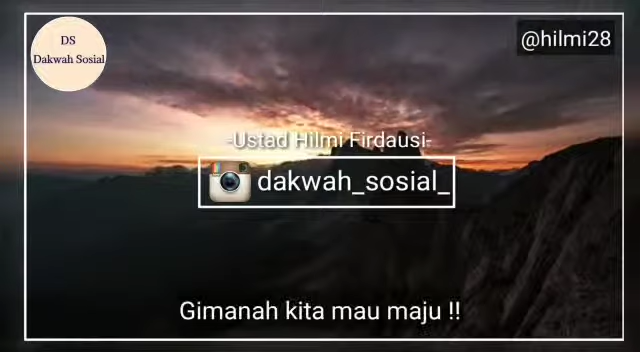 DS
Dakwah Sosial
@hilmi28
-Ustad Hilmi Firdausi-
dakwah_sosial_
Gimanah kita mau maju !!